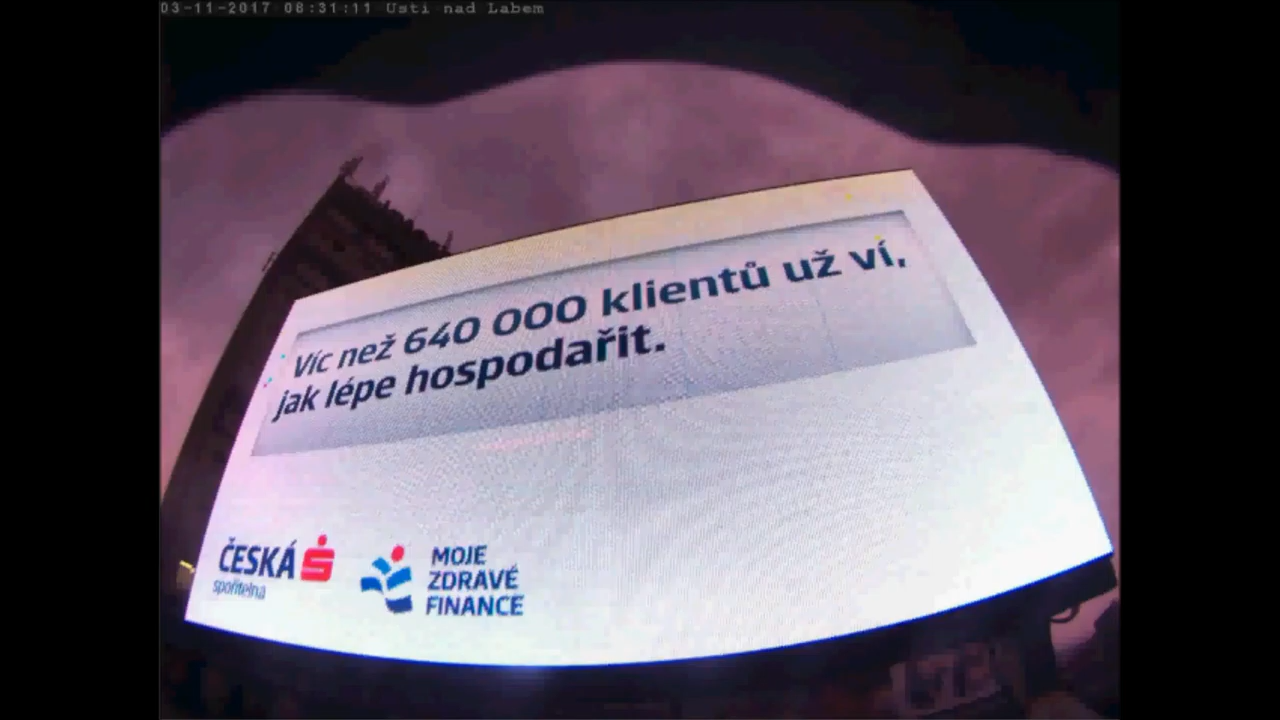 03-11-2017 08:31:11 Usti nad Labem
Víc než 640 000 klientů už ví,
jak lépe hospodařit.
ČESKÁ
spořitelna
MOJE
ZDRAVÉ
FINANCE